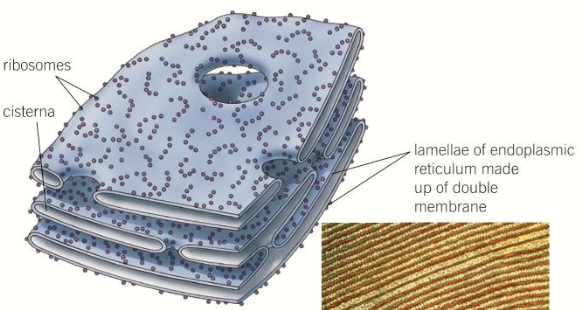 ribosomes
cisterna
lamellae of endoplasmic
reticulum made
up of double
membrane